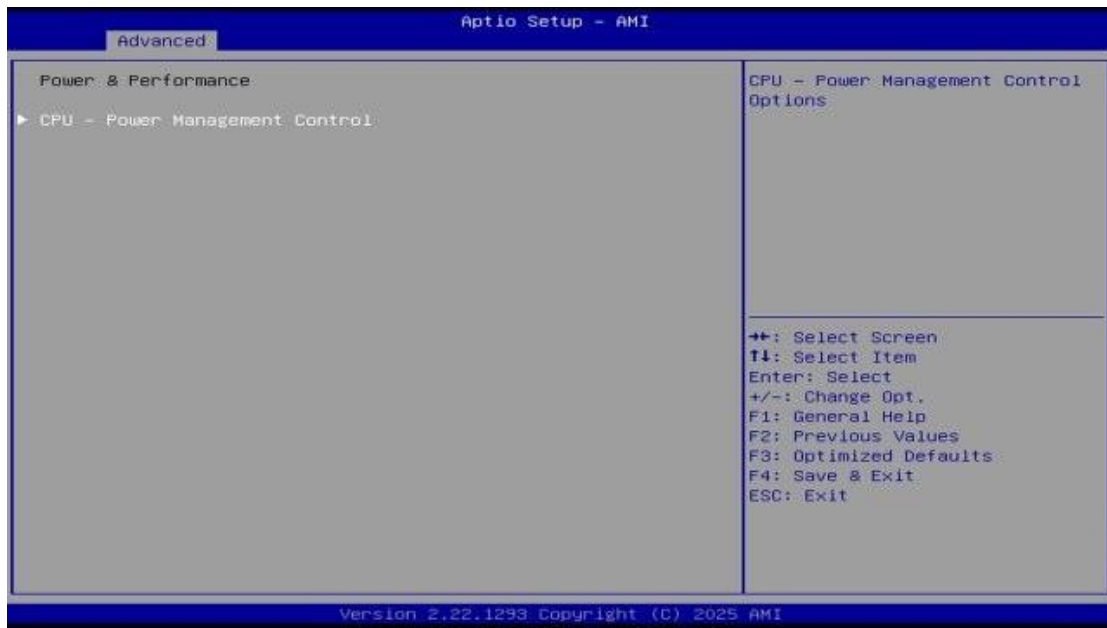 Aptio Setup – AMI
Advanced
Power & Performance
▶ CPU – Power Management Control
CPU – Power Management Control
Options
→←: Select Screen
↑↓: Select Item
Enter: Select
+/-: Change Opt.
F1: General Help
F2: Previous Values
F3: Optimized Defaults
F4: Save & Exit
ESC: Exit
Version 2.22.1293 Copyright (C) 2025 AMI